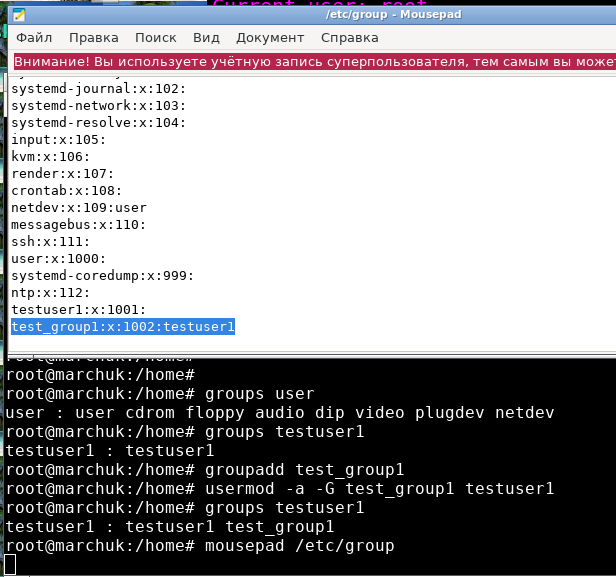 Current user: root
/etc/group - Mousepad
Файл Правка Поиск Вид Документ Справка
Внимание! Вы используете учётную запись суперпользователя, тем самым вы може
systemd-journal:x:102:
systemd-network:x:103:
systemd-resolve:x:104:
input:x:105:
kvm:x:106:
render:x:107:
crontab:x:108:
netdev:x:109:user
messagebus:x:110:
ssh:x:111:
user:x:1000:
systemd-coredump:x:999:
ntp:x:112:
testuser1:x:1001:
test_group1:x:1002:testuser1
root@marchuk:/home#
root@marchuk:/home#
root@marchuk:/home# groups user
user : user cdrom floppy audio dip video plugdev netdev
root@marchuk:/home# groups testuser1
testuser1 : testuser1
root@marchuk:/home# groupadd test_group1
root@marchuk:/home# usermod -a -G test_group1 testuser1
root@marchuk:/home# groups testuser1
testuser1 : testuser1 test_group1
root@marchuk:/home# mousepad /etc/group